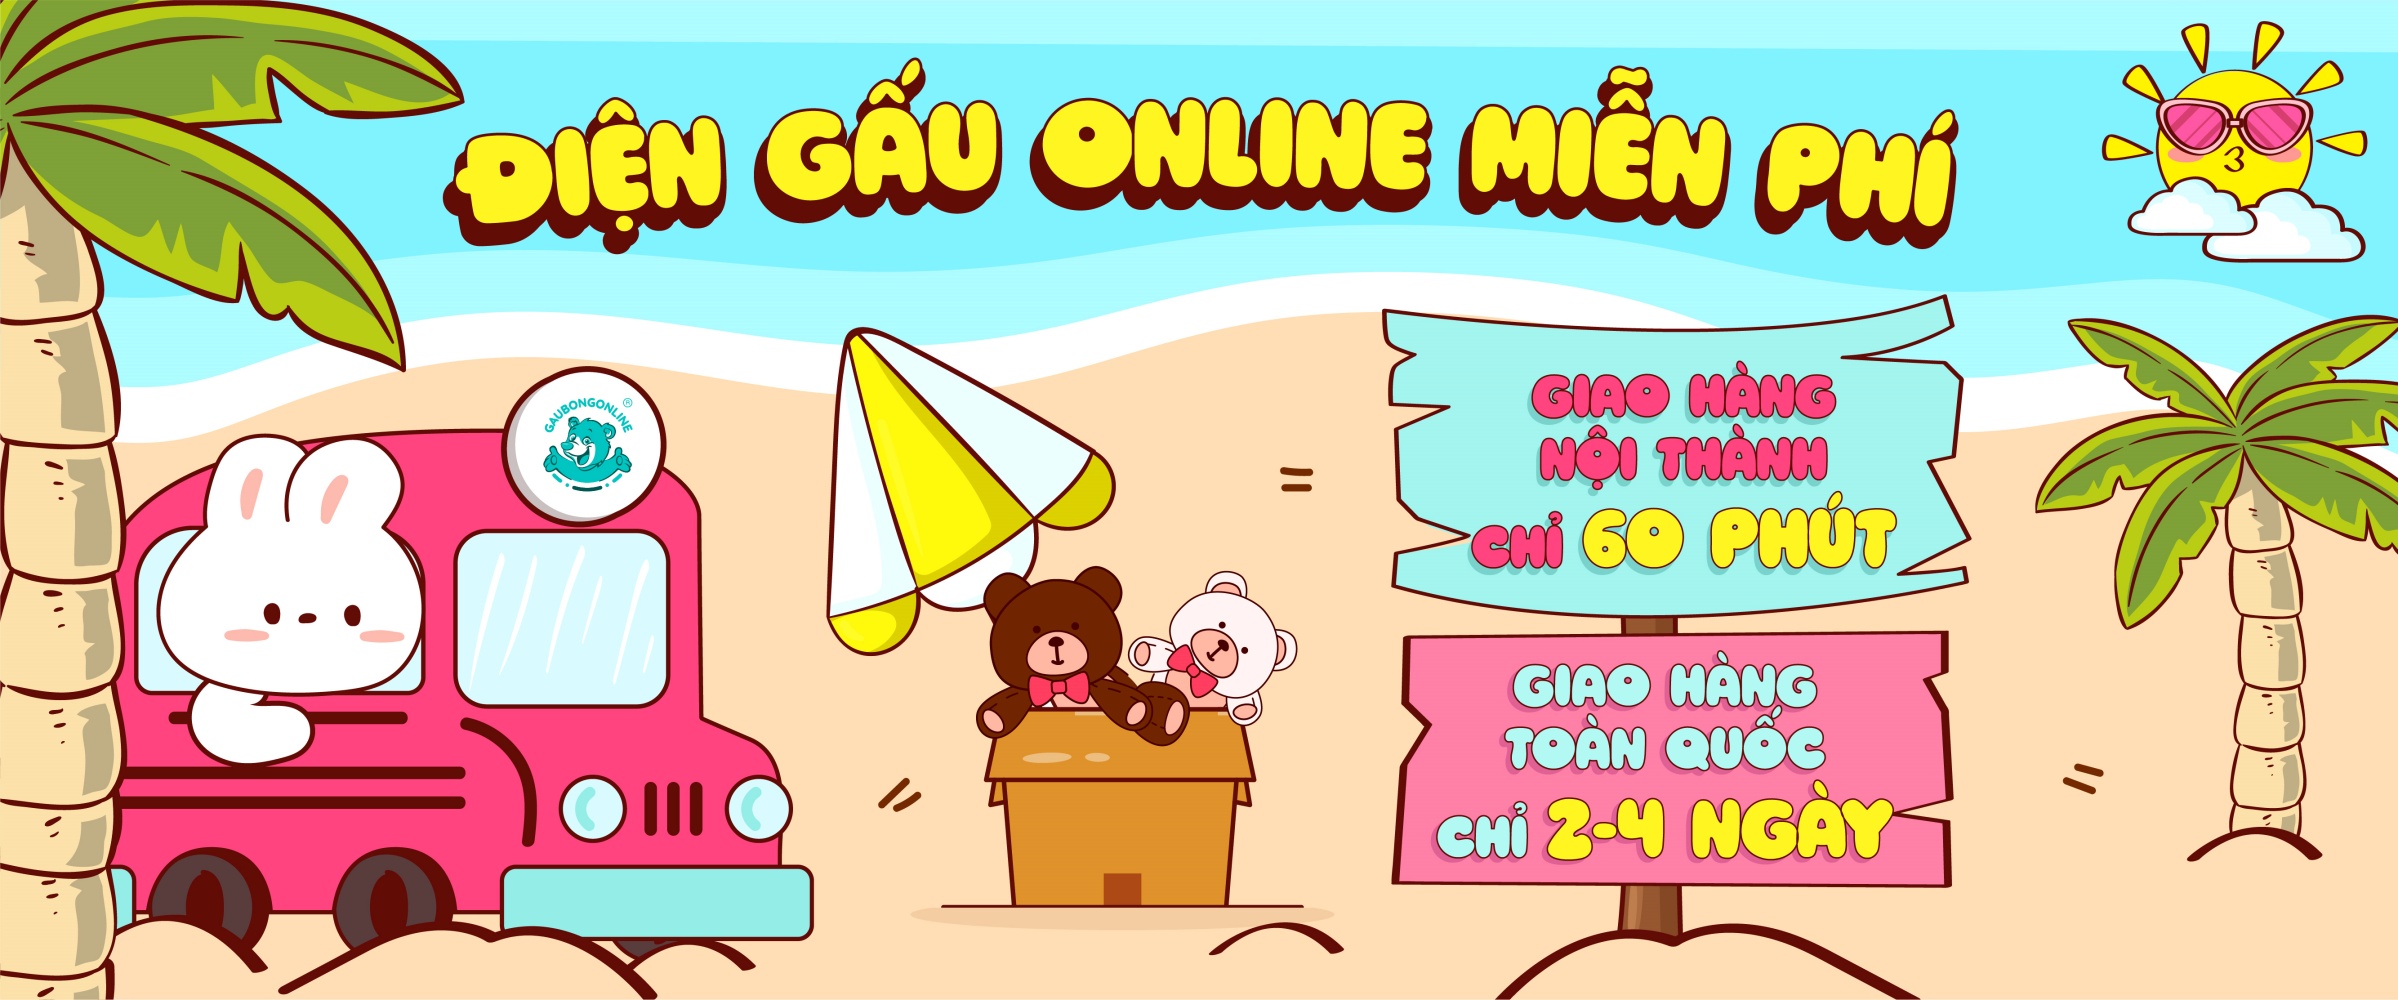 ĐIỆN GẤU ONLINE MIỄN PHÍ
GAUBONGONLINE®
GIAO HÀNG
NỘI THÀNH
CHỈ 60 PHÚT
GIAO HÀNG
TOÀN QUỐC
CHỈ 2-4 NGÀY